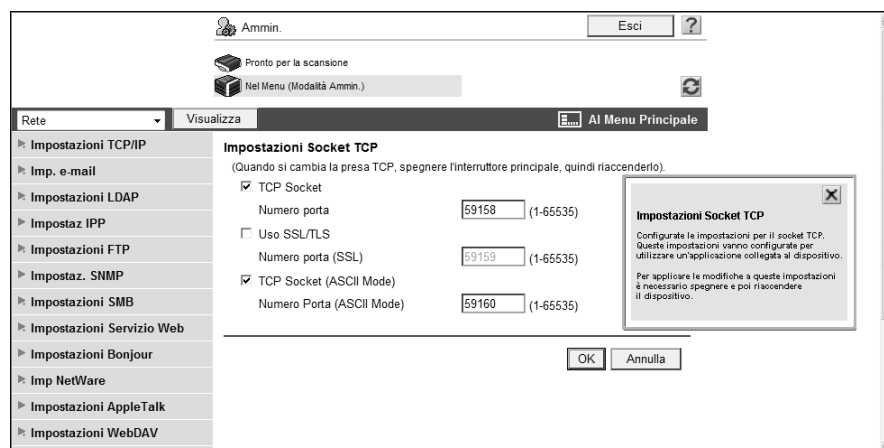 Ammin.
Esci
?
Pronto per la scansione
Nel Menu (Modalità Ammin.)
Rete
Visualizza
Al Menu Principale
Impostazioni TCP/IP
Imp. e-mail
Impostazioni LDAP
Impostaz IPP
Impostazioni FTP
Impostaz. SNMP
Impostazioni SMB
Impostazioni Servizio Web
Impostazioni Bonjour
Imp NetWare
Impostazioni AppleTalk
Impostazioni WebDAV
Impostazioni Socket TCP
(Quando si cambia la presa TCP, spegnere l'interruttore principale, quindi riaccenderlo).
TCP Socket
Numero porta 59158 (1-65535)
Uso SSL/TLS
Numero porta (SSL) 59159 (1-65535)
TCP Socket (ASCII Mode)
Numero Porta (ASCII Mode) 59160 (1-65535)
OK
Annulla
X
Impostazioni Socket TCP
Configurate le impostazioni per il socket TCP.
Queste impostazioni vanno configurate per
utilizzare un'applicazione collegata al dispositivo.
Per applicare le modifiche a queste impostazioni
è necessario spegnere e poi riaccendere
il dispositivo.